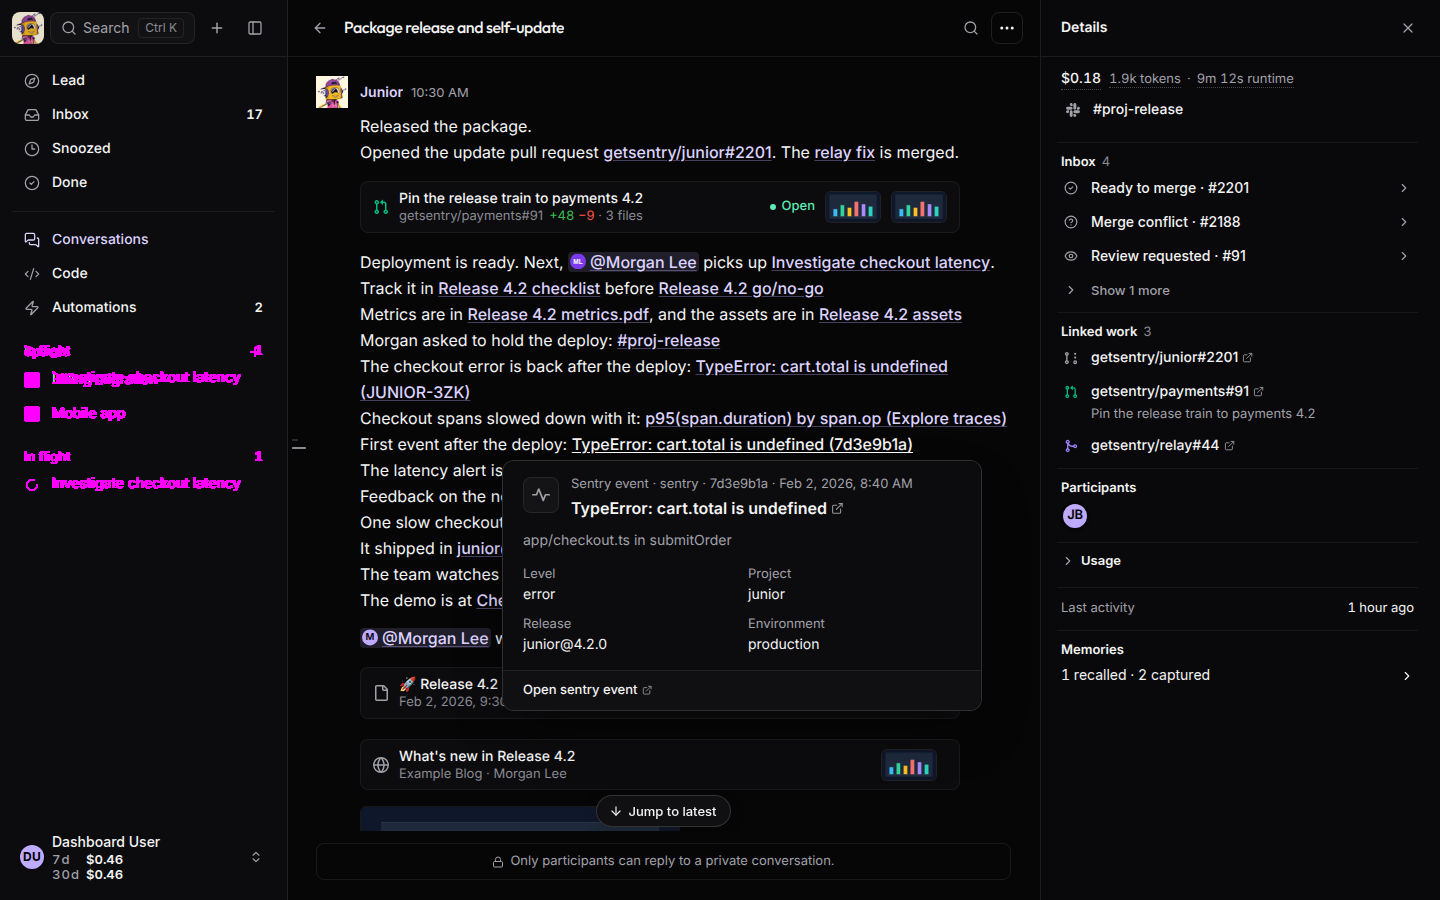 Search Ctrl K
Lead
Inbox 17
Snoozed
Done
Conversations
Code
Automations 2
checkout latency
Mobile app
In flight 1
Investigate checkout latency
DU
Dashboard User
7d $0.46
30d $0.46
Package release and self-update
Junior 10:30 AM
Released the package.
Opened the update pull request getsentry/junior#2201. The relay fix is merged.
Pin the release train to payments 4.2
getsentry/payments#91 +48 −9 · 3 files
Open
Deployment is ready. Next, ML @Morgan Lee picks up Investigate checkout latency.
Track it in Release 4.2 checklist before Release 4.2 go/no-go
Metrics are in Release 4.2 metrics.pdf, and the assets are in Release 4.2 assets
Morgan asked to hold the deploy: #proj-release
The checkout error is back after the deploy: TypeError: cart.total is undefined
(JUNIOR-3ZK)
Checkout spans slowed down with it: p95(span.duration) by span.op (Explore traces)
First event after the deploy: TypeError: cart.total is undefined (7d3e9b1a)
The latency alert is
Feedback on the
One slow checkout
It shipped in junior
The team watches
The demo is at
M @Morgan Lee
Sentry event · sentry · 7d3e9b1a · Feb 2, 2026, 8:40 AM
TypeError: cart.total is undefined
app/checkout.ts in submitOrder
Level
error
Project
junior
Release
junior@4.2.0
Environment
production
Open sentry event
🚀 Release 4.2
Feb 2, 2026, 9:30
What's new in Release 4.2
Example Blog · Morgan Lee
Jump to latest
Only participants can reply to a private conversation.
Details
$0.18 1.9k tokens · 9m 12s runtime
#proj-release
Inbox 4
Ready to merge · #2201
Merge conflict · #2188
Review requested · #91
Show 1 more
Linked work 3
getsentry/junior#2201
getsentry/payments#91
Pin the release train to payments 4.2
getsentry/relay#44
Participants
JB
Usage
Last activity 1 hour ago
Memories
1 recalled · 2 captured